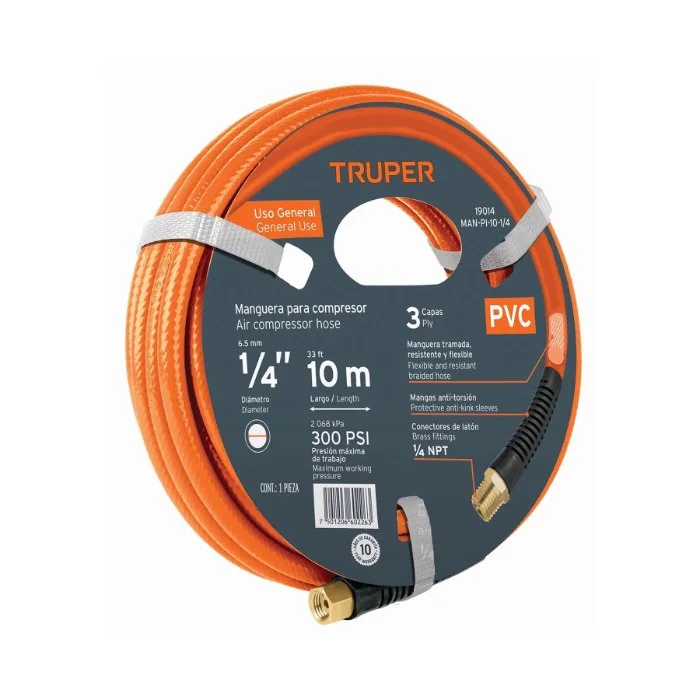 TRUPER
Uso General
General Use
19014
MAN-PI-10-1/4
Manguera para compresor
Air compressor hose
3 Capas
Ply
PVC
6.5 mm
1/4"
Diámetro
Diameter
33 ft
10 m
Largo / Length
Manguera tramada,
resistente y flexible
Flexible and resistant
braided hose
Mangas anti-torsión
Protective anti-kink sleeves
Conectores de latón
Brass fittings
1/4 NPT
2 068 kPa
300 PSI
Presión máxima
de trabajo
Maximum working
pressure
CONT.: 1 PIEZA
7 501206 602263
10